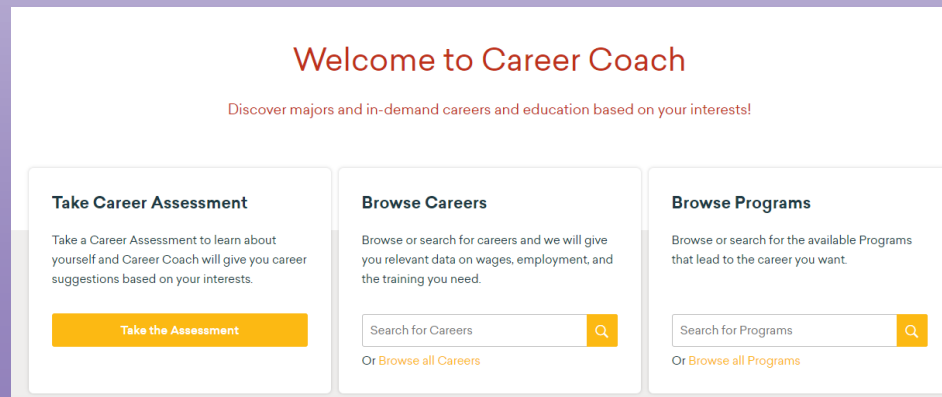 Welcome to Career Coach
Discover majors and in-demand careers and education based on your interests!
Take Career Assessment
Take a Career Assessment to learn about
yourself and Career Coach will give you career
suggestions based on your interests.
Take the Assessment
Browse Careers
Browse or search for careers and we will give
you relevant data on wages, employment, and
the training you need.
Search for Careers
Or Browse all Careers
Browse Programs
Browse or search for the available Programs
that lead to the career you want.
Search for Programs
Or Browse all Programs